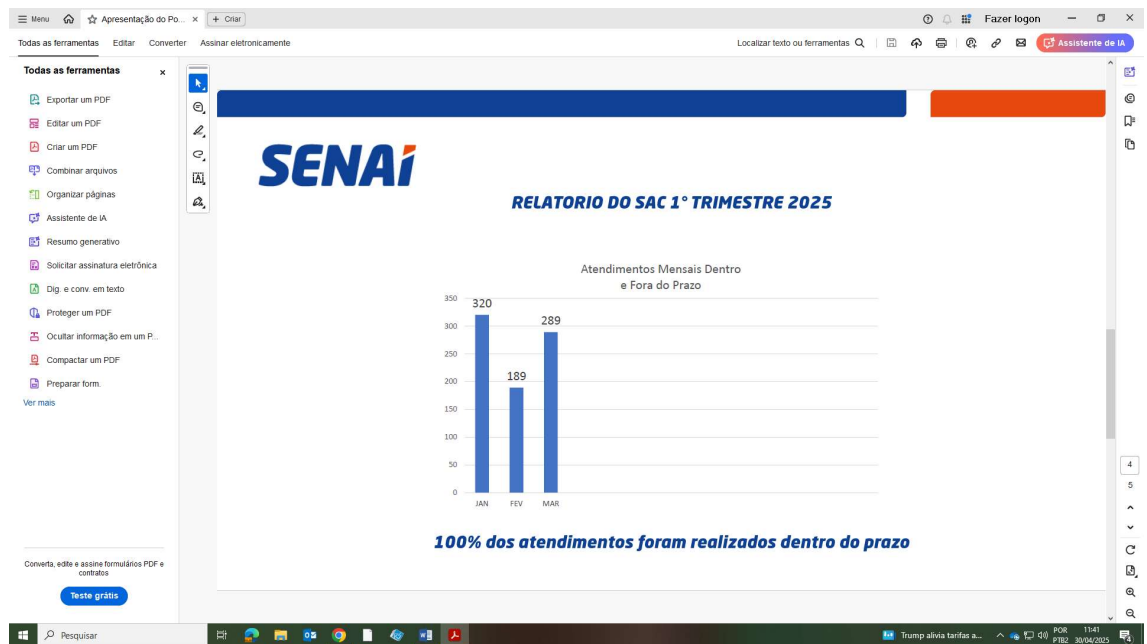 Menu
Apresentação do Po...
Criar
Fazer logon
Todas as ferramentas
Editar
Converter
Assinar eletronicamente
Localizar texto ou ferramentas
Assistente de IA
Todas as ferramentas
Exportar um PDF
Editar um PDF
Criar um PDF
Combinar arquivos
Organizar páginas
Assistente de IA
Resumo generativo
Solicitar assinatura eletrônica
Dig. e conv. em texto
Proteger um PDF
Ocultar informação em um P...
Compactar um PDF
Preparar form.
Ver mais
Converta, edite e assine formulários PDF e
contratos
Teste grátis
SENAI
RELATORIO DO SAC 1° TRIMESTRE 2025
Atendimentos Mensais Dentro
e Fora do Prazo
350
300
250
200
150
100
50
0
320
189
289
JAN
FEV
MAR
100% dos atendimentos foram realizados dentro do prazo
4
5
Pesquisar
Trump alivia tarifas a...
POR
PTB2
11:41
30/04/2025